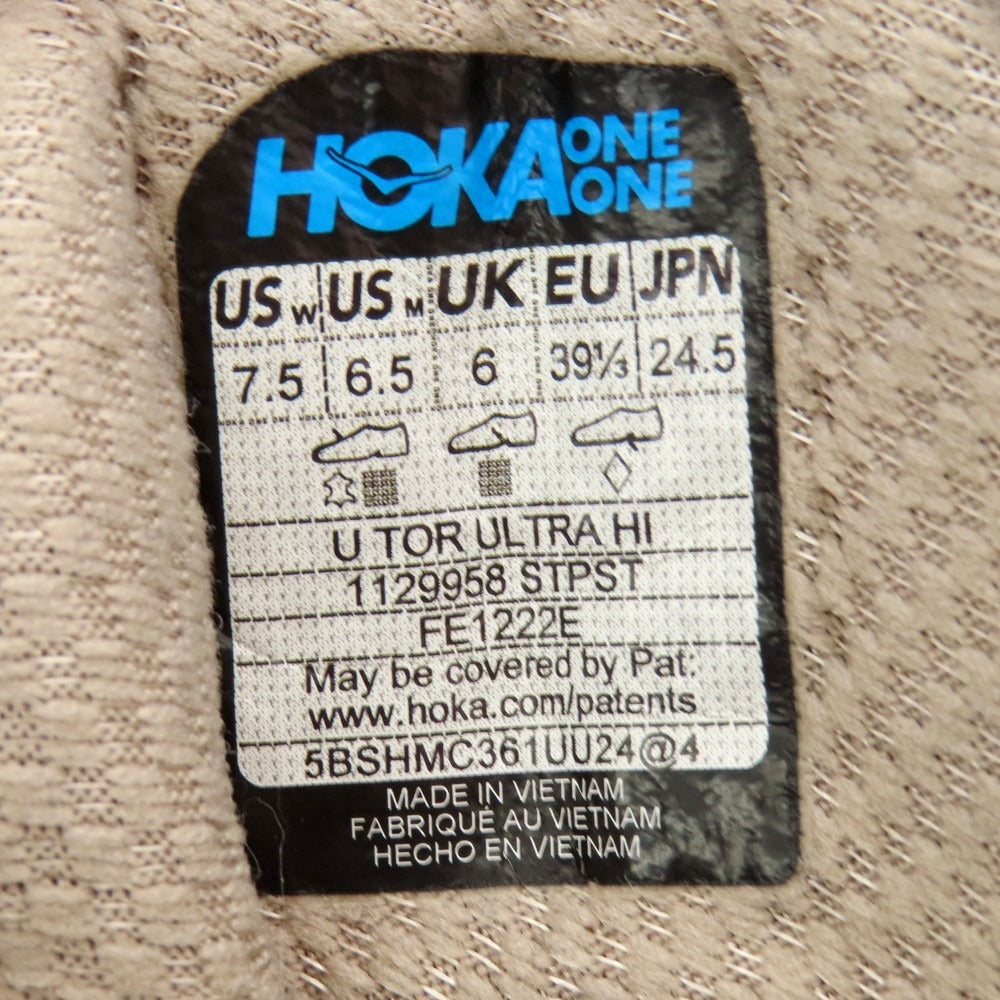 HOKA ONE ONE
US W US M UK EU JPN
7.5 6.5 6 39⅓ 24.5
U TOR ULTRA HI
1129958 STPST
FE1222E
May be covered by Pat:
www.hoka.com/patents
5BSHMC361UU24@4
MADE IN VIETNAM
FABRIQUÉ AU VIETNAM
HECHO EN VIETNAM